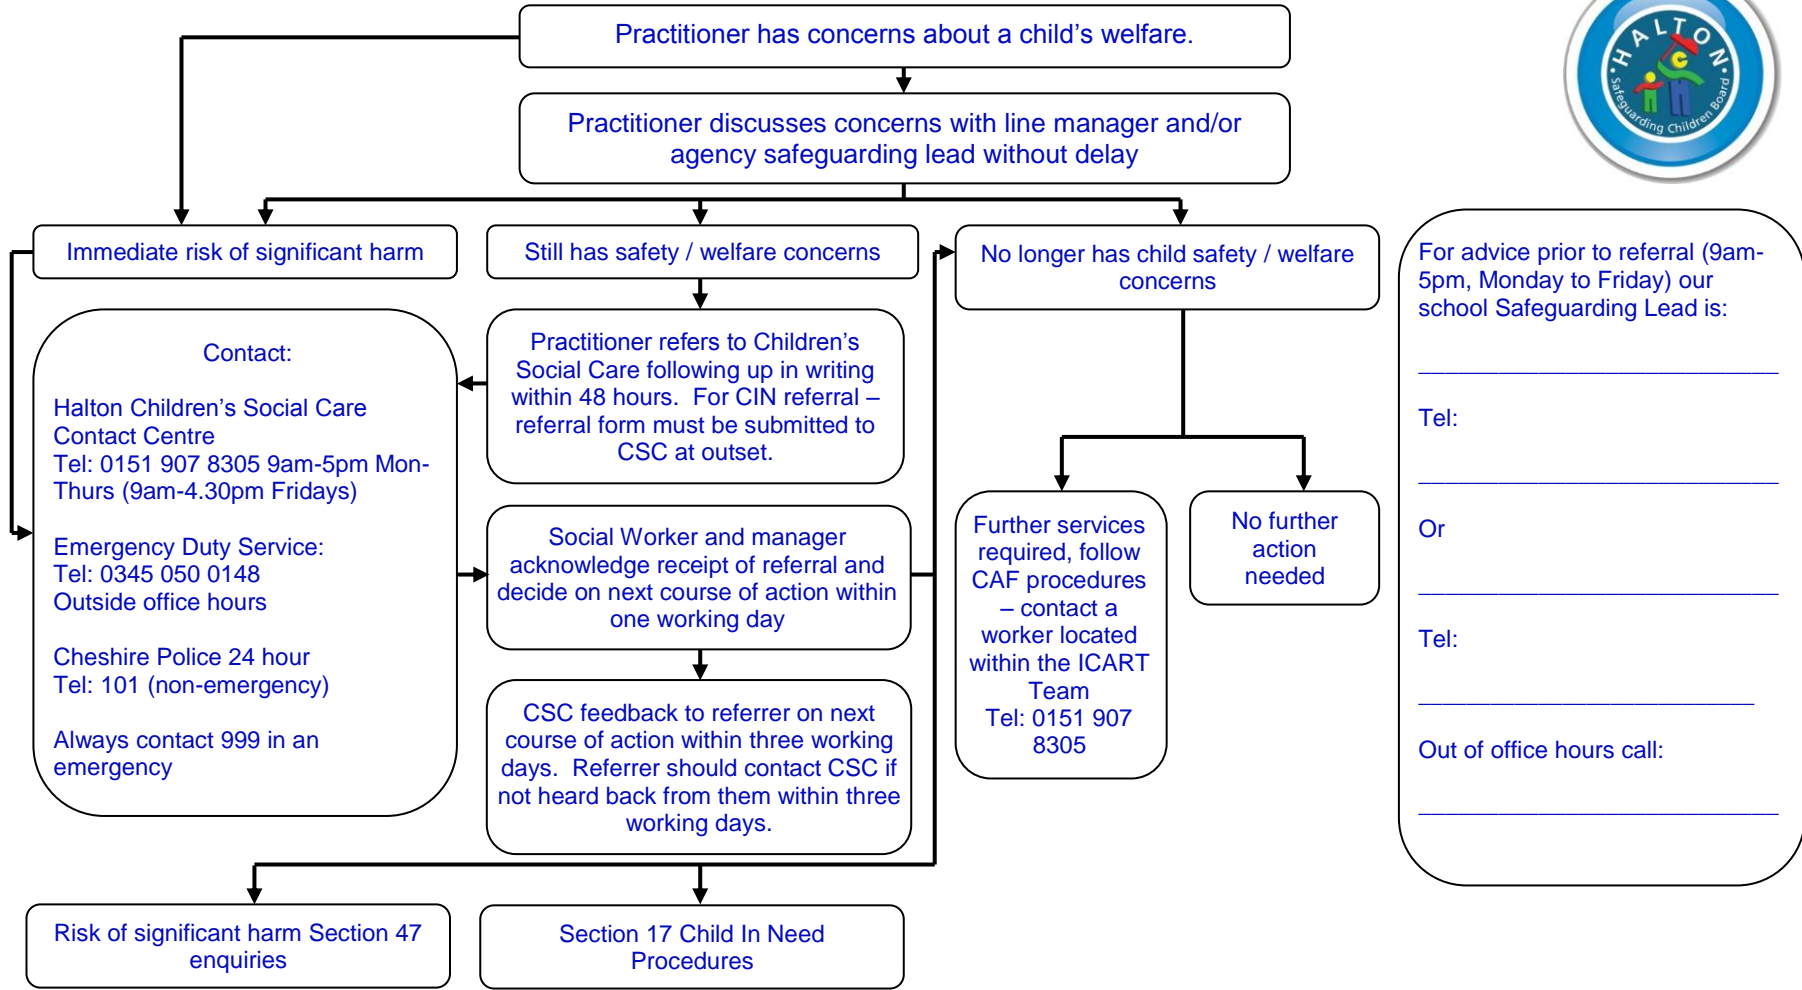 Practitioner has concerns about a child’s welfare.
HALTON
Safeguarding Children Board
Practitioner discusses concerns with line manager and/or
agency safeguarding lead without delay
Immediate risk of significant harm
Still has safety / welfare concerns
No longer has child safety / welfare
concerns
Contact:
Halton Children’s Social Care
Contact Centre
Tel: 0151 907 8305 9am-5pm Mon-
Thurs (9am-4.30pm Fridays)
Emergency Duty Service:
Tel: 0345 050 0148
Outside office hours
Cheshire Police 24 hour
Tel: 101 (non-emergency)
Always contact 999 in an
emergency
Practitioner refers to Children’s
Social Care following up in writing
within 48 hours.  For CIN referral –
referral form must be submitted to
CSC at outset.
Social Worker and manager
acknowledge receipt of referral and
decide on next course of action within
one working day
CSC feedback to referrer on next
course of action within three working
days.  Referrer should contact CSC if
not heard back from them within three
working days.
Further services
required, follow
CAF procedures
– contact a
worker located
within the ICART
Team
Tel: 0151 907
8305
No further
action
needed
For advice prior to referral (9am-
5pm, Monday to Friday) our
school Safeguarding Lead is:
Tel:
Or
Tel:
Out of office hours call:
Risk of significant harm Section 47
enquiries
Section 17 Child In Need
Procedures